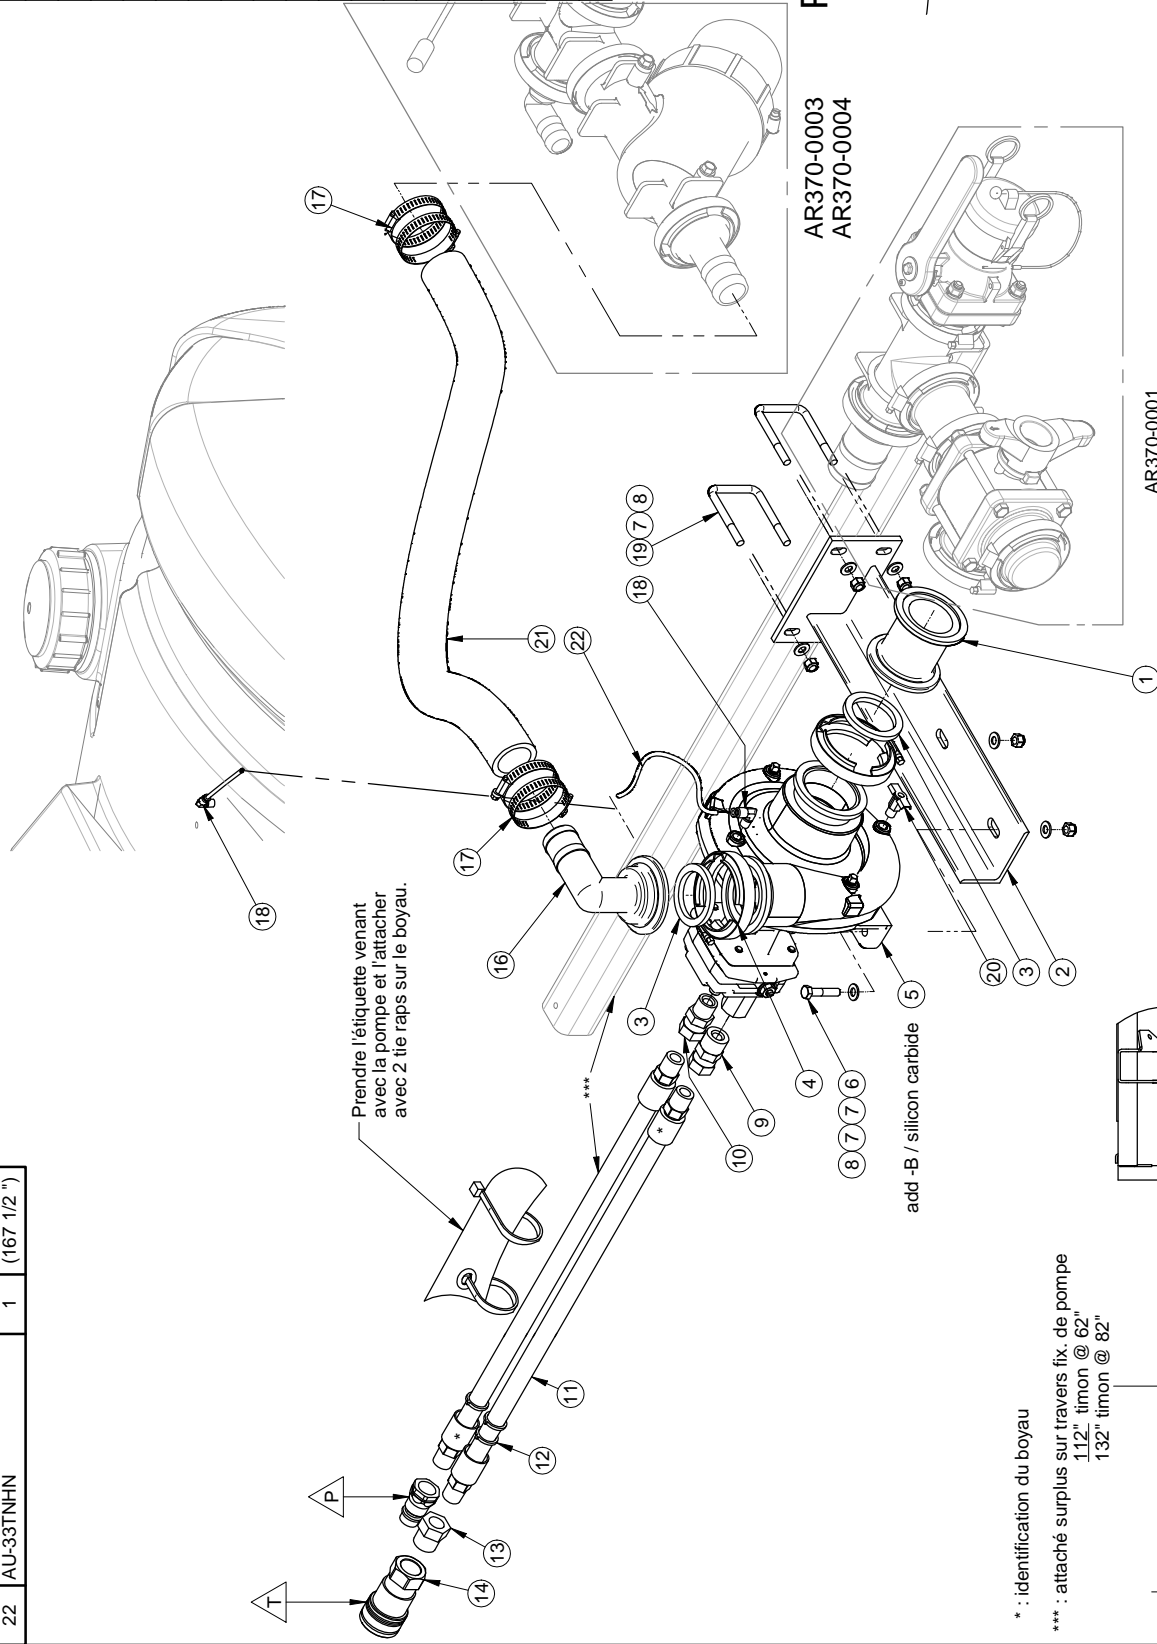 22 AU-33TNHN 1 (167 1/2 ")
T
P
14
13
12
11
Prendre l'étiquette venant
avec la pompe et l'attacher
avec 2 tie raps sur le boyau.
*
*
***
10
9
8 7 7 6
4
add -B / silicon carbide 5
3
16
17
18
21
22
18
19 7 8
17
20
3
2
1
AR370-0003
AR370-0004
AR370-0001
* : identification du boyau
*** : attaché surplus sur travers fix. de pompe
112" timon @ 62"
132" timon @ 82"